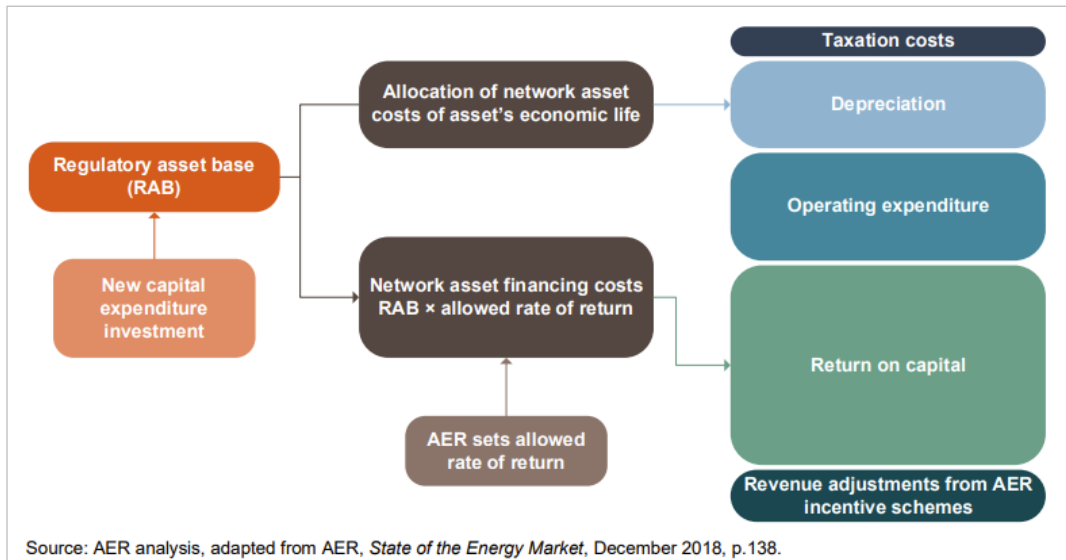 Taxation costs
Allocation of network asset
costs of asset's economic life
Depreciation
Regulatory asset base
(RAB)
Operating expenditure
New capital
expenditure
investment
Network asset financing costs
RAB × allowed rate of return
Return on capital
AER sets allowed
rate of return
Revenue adjustments from AER
incentive schemes
Source: AER analysis, adapted from AER, State of the Energy Market, December 2018, p.138.